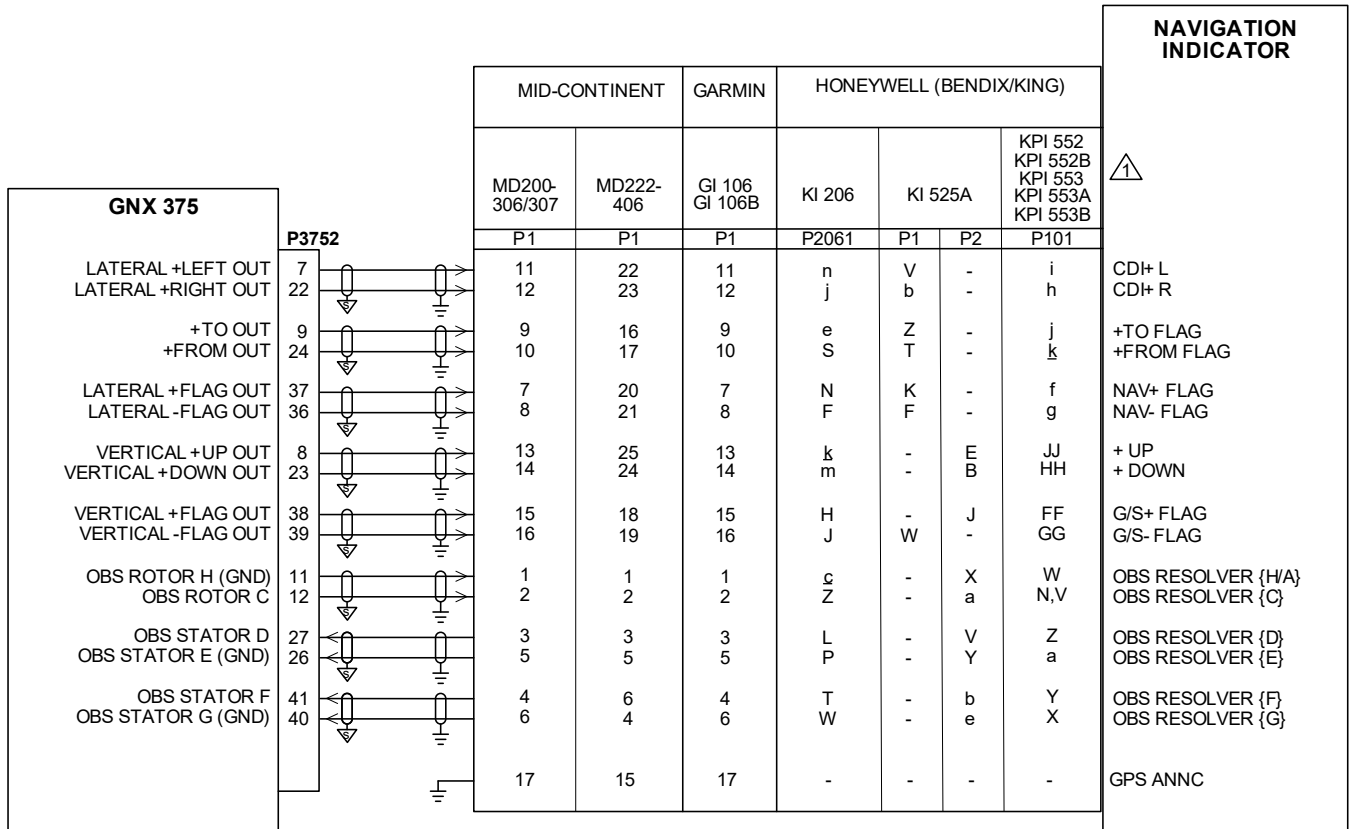 NAVIGATION
INDICATOR
MID-CONTINENT GARMIN HONEYWELL (BENDIX/KING)
MD200-
306/307
MD222-
406
GI 106
GI 106B
KI 206
KI 525A
KPI 552
KPI 552B
KPI 553
KPI 553A
KPI 553B
1
GNX 375
P3752 P1 P1 P1 P2061 P1 P2 P101
LATERAL +LEFT OUT 7 11 22 11 n V - i CDI+ L
LATERAL +RIGHT OUT 22 12 23 12 j b - h CDI+ R
S
+TO OUT 9 9 16 9 e Z - j +TO FLAG
+FROM OUT 24 10 17 10 S T - k +FROM FLAG
S
LATERAL +FLAG OUT 37 7 20 7 N K - f NAV+ FLAG
LATERAL -FLAG OUT 36 8 21 8 F F - g NAV- FLAG
S
VERTICAL +UP OUT 8 13 25 13 k - E JJ + UP
VERTICAL +DOWN OUT 23 14 24 14 m - B HH + DOWN
S
VERTICAL +FLAG OUT 38 15 18 15 H - J FF G/S+ FLAG
VERTICAL -FLAG OUT 39 16 19 16 J W - GG G/S- FLAG
S
OBS ROTOR H (GND) 11 1 1 1 c - X W OBS RESOLVER {H/A}
OBS ROTOR C 12 2 2 2 Z - a N,V OBS RESOLVER {C}
S
OBS STATOR D 27 3 3 3 L - V Z OBS RESOLVER {D}
OBS STATOR E (GND) 26 5 5 5 P - Y a OBS RESOLVER {E}
S
OBS STATOR F 41 4 6 4 T - b Y OBS RESOLVER {F}
OBS STATOR G (GND) 40 6 4 6 W - e X OBS RESOLVER {G}
S
17 15 17 - - - - GPS ANNC